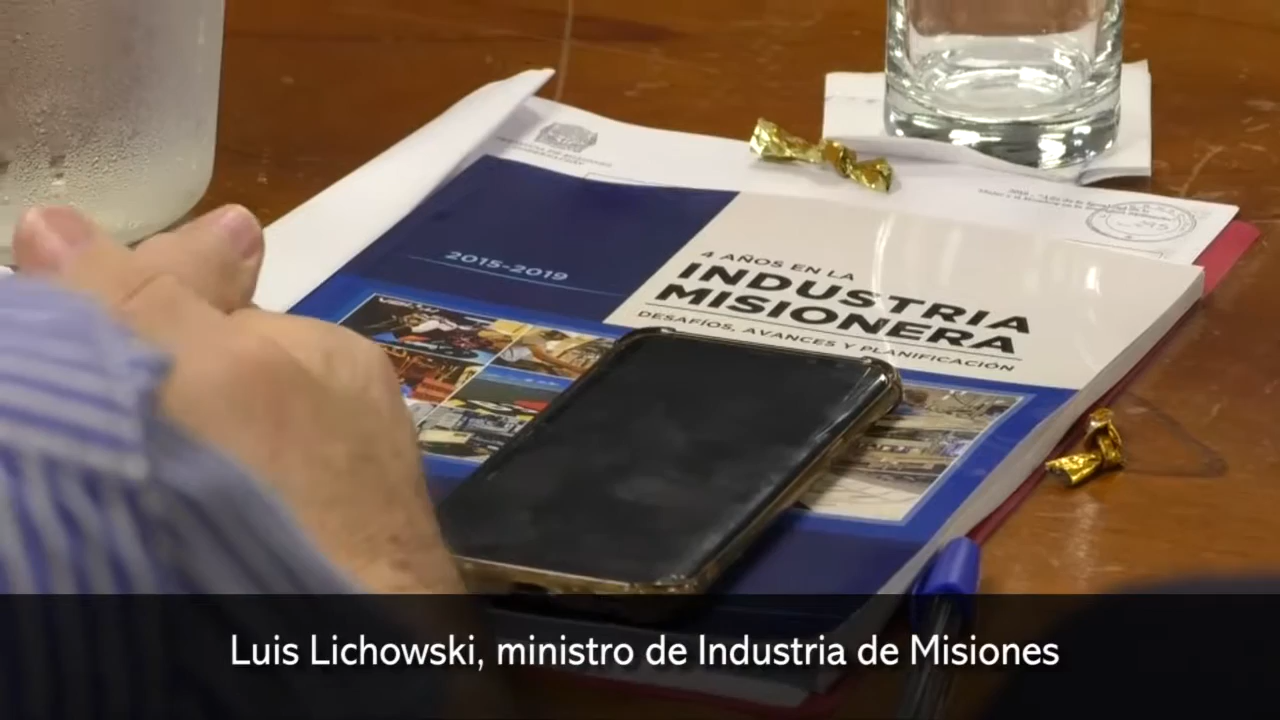 2015-2019
4 AÑOS EN LA
INDUSTRIA
MISIONERA
DESAFÍOS, AVANCES Y PLANIFICACIÓN
Luis Lichowski, ministro de Industria de Misiones